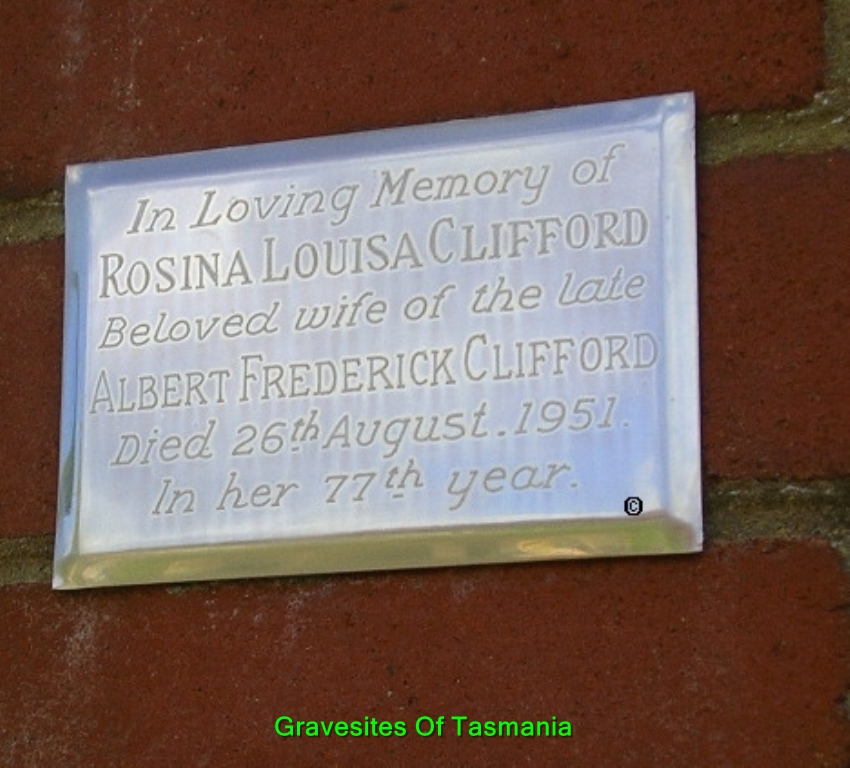 In Loving Memory of
ROSINA LOUISA CLIFFORD
Beloved wife of the late
ALBERT FREDERICK CLIFFORD
Died 26th August. 1951.
In her 77th year.
©
Gravesites Of Tasmania